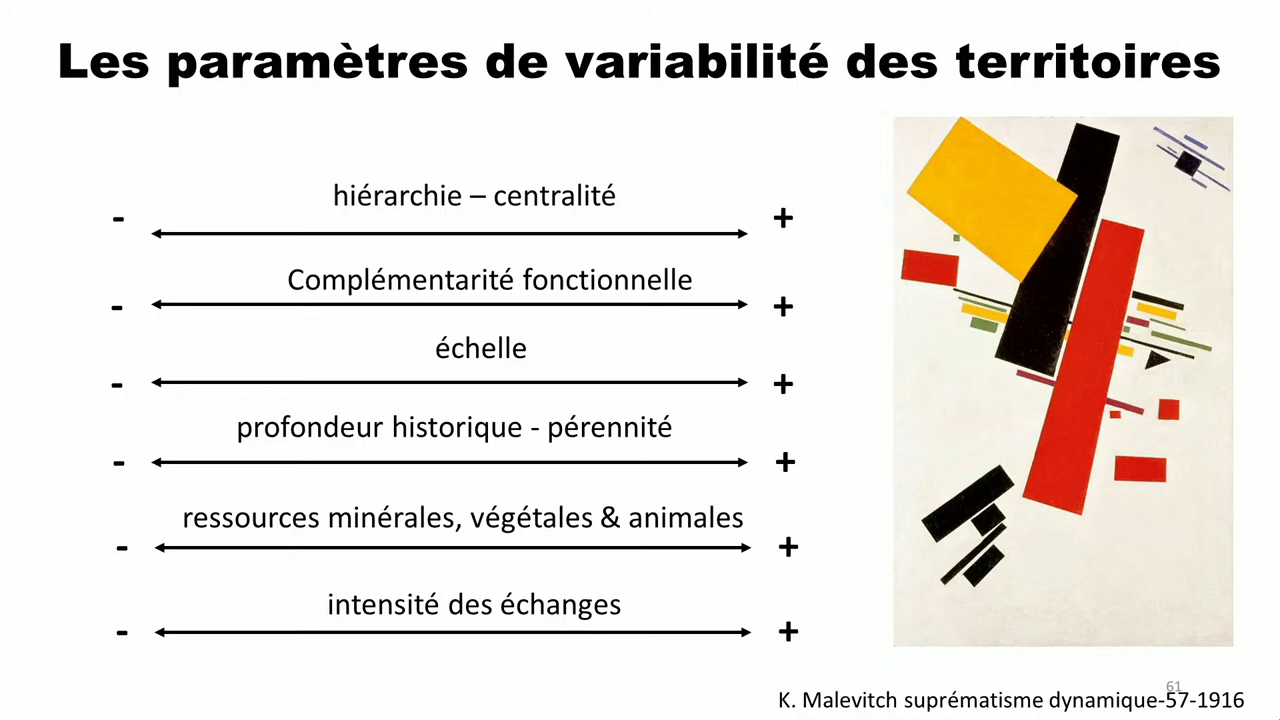 Les paramètres de variabilité des territoires
hiérarchie – centralité
- +
Complémentarité fonctionnelle
- +
échelle
- +
profondeur historique - pérennité
- +
ressources minérales, végétales & animales
- +
intensité des échanges
- +
61
K. Malevitch suprématisme dynamique-57-1916